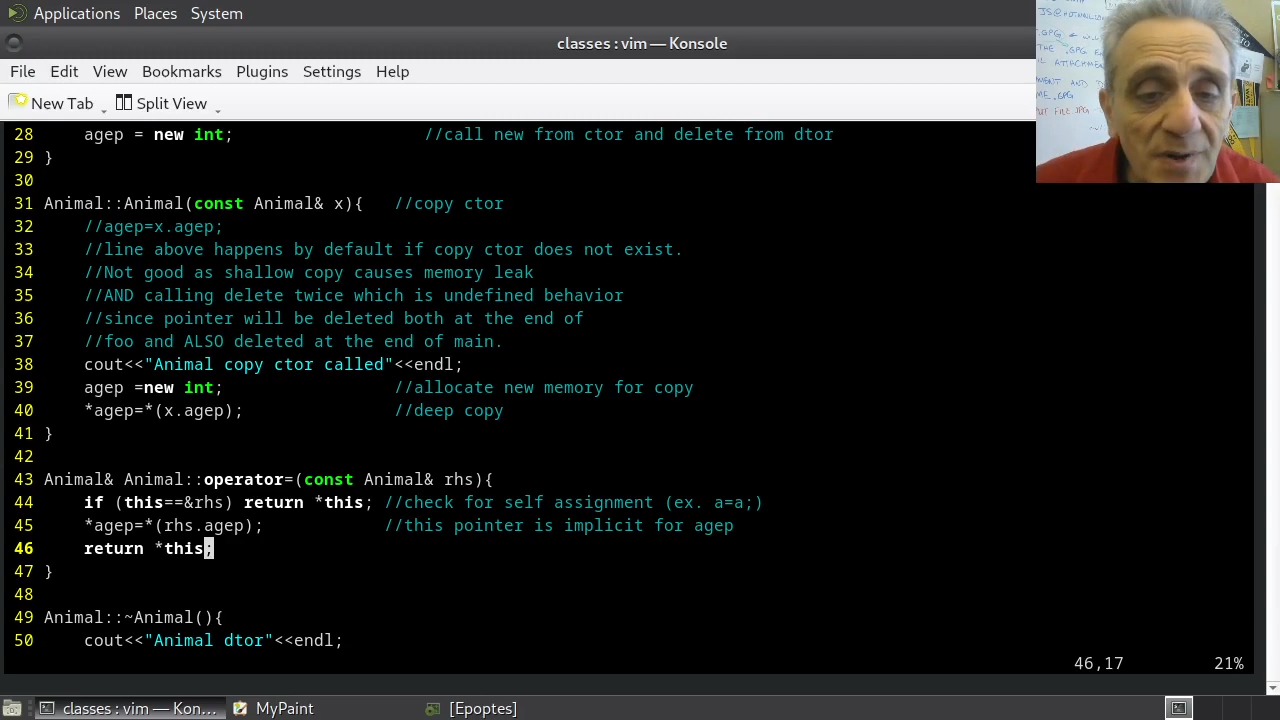 Applications Places System
classes : vim — Konsole
File Edit View Bookmarks Plugins Settings Help
New Tab Split View
28 agep = new int; //call new from ctor and delete from dtor
29 }
30
31 Animal::Animal(const Animal& x){ //copy ctor
32 //agep=x.agep;
33 //line above happens by default if copy ctor does not exist.
34 //Not good as shallow copy causes memory leak
35 //AND calling delete twice which is undefined behavior
36 //since pointer will be deleted both at the end of
37 //foo and ALSO deleted at the end of main.
38 cout<<"Animal copy ctor called"<<endl;
39 agep =new int; //allocate new memory for copy
40 *agep=*(x.agep); //deep copy
41 }
42
43 Animal& Animal::operator=(const Animal& rhs){
44 if (this==&rhs) return *this; //check for self assignment (ex. a=a;)
45 *agep=*(rhs.agep); //this pointer is implicit for agep
46 return *this;
47 }
48
49 Animal::~Animal(){
50 cout<<"Animal dtor"<<endl;
46,17 21%
classes : vim — Kon... MyPaint [Epoptes]